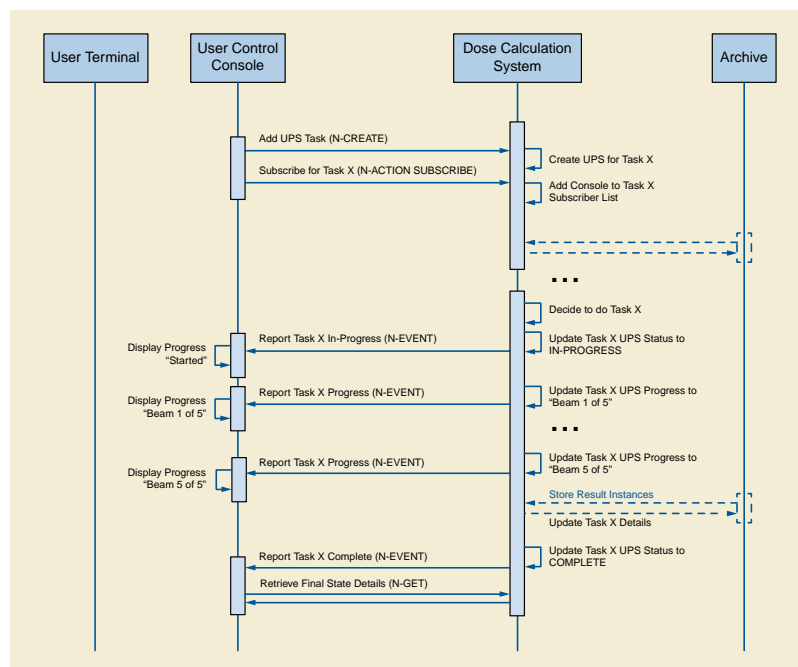 User Terminal
User Control
Console
Dose Calculation
System
Archive
Add UPS Task (N-CREATE)
Create UPS for Task X
Subscribe for Task X (N-ACTION SUBSCRIBE)
Add Console to Task X
Subscriber List
...
Decide to do Task X
Report Task X In-Progress (N-EVENT)
Update Task X UPS Status to
IN-PROGRESS
Display Progress
“Started”
Report Task X Progress (N-EVENT)
Update Task X UPS Progress to
“Beam 1 of 5”
Display Progress
“Beam 1 of 5”
...
Report Task X Progress (N-EVENT)
Update Task X UPS Progress to
“Beam 5 of 5”
Display Progress
“Beam 5 of 5”
Store Result Instances
Update Task X Details
Report Task X Complete (N-EVENT)
Update Task X UPS Status to
COMPLETE
Retrieve Final State Details (N-GET)